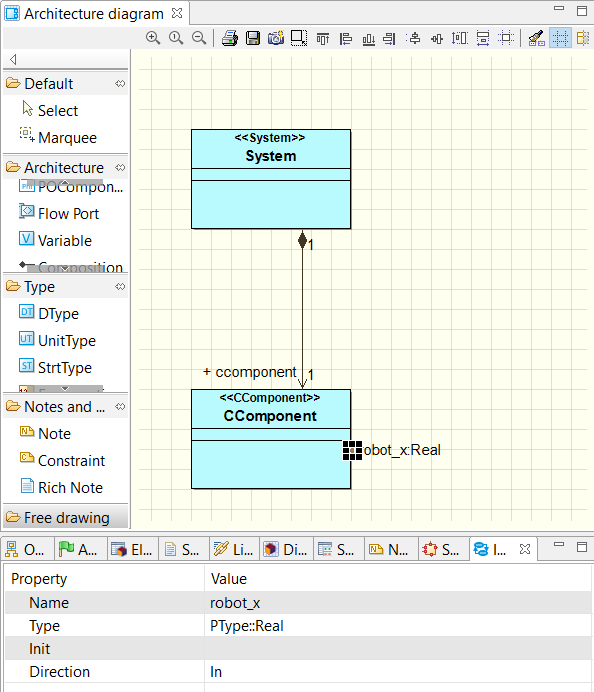 Architecture diagram
Default
Select
Marquee
Architecture
POCompon...
Flow Port
Variable
Composition
Type
DType
UnitType
StrtType
Notes and ...
Note
Constraint
Rich Note
Free drawing
<<System>>
System
1
+ ccomponent
1
<<CComponent>>
CComponent
obot_x:Real
O...
A...
El...
S...
Li...
Di...
S...
N...
S...
I...
Property Value
Name robot_x
Type PType::Real
Init
Direction In